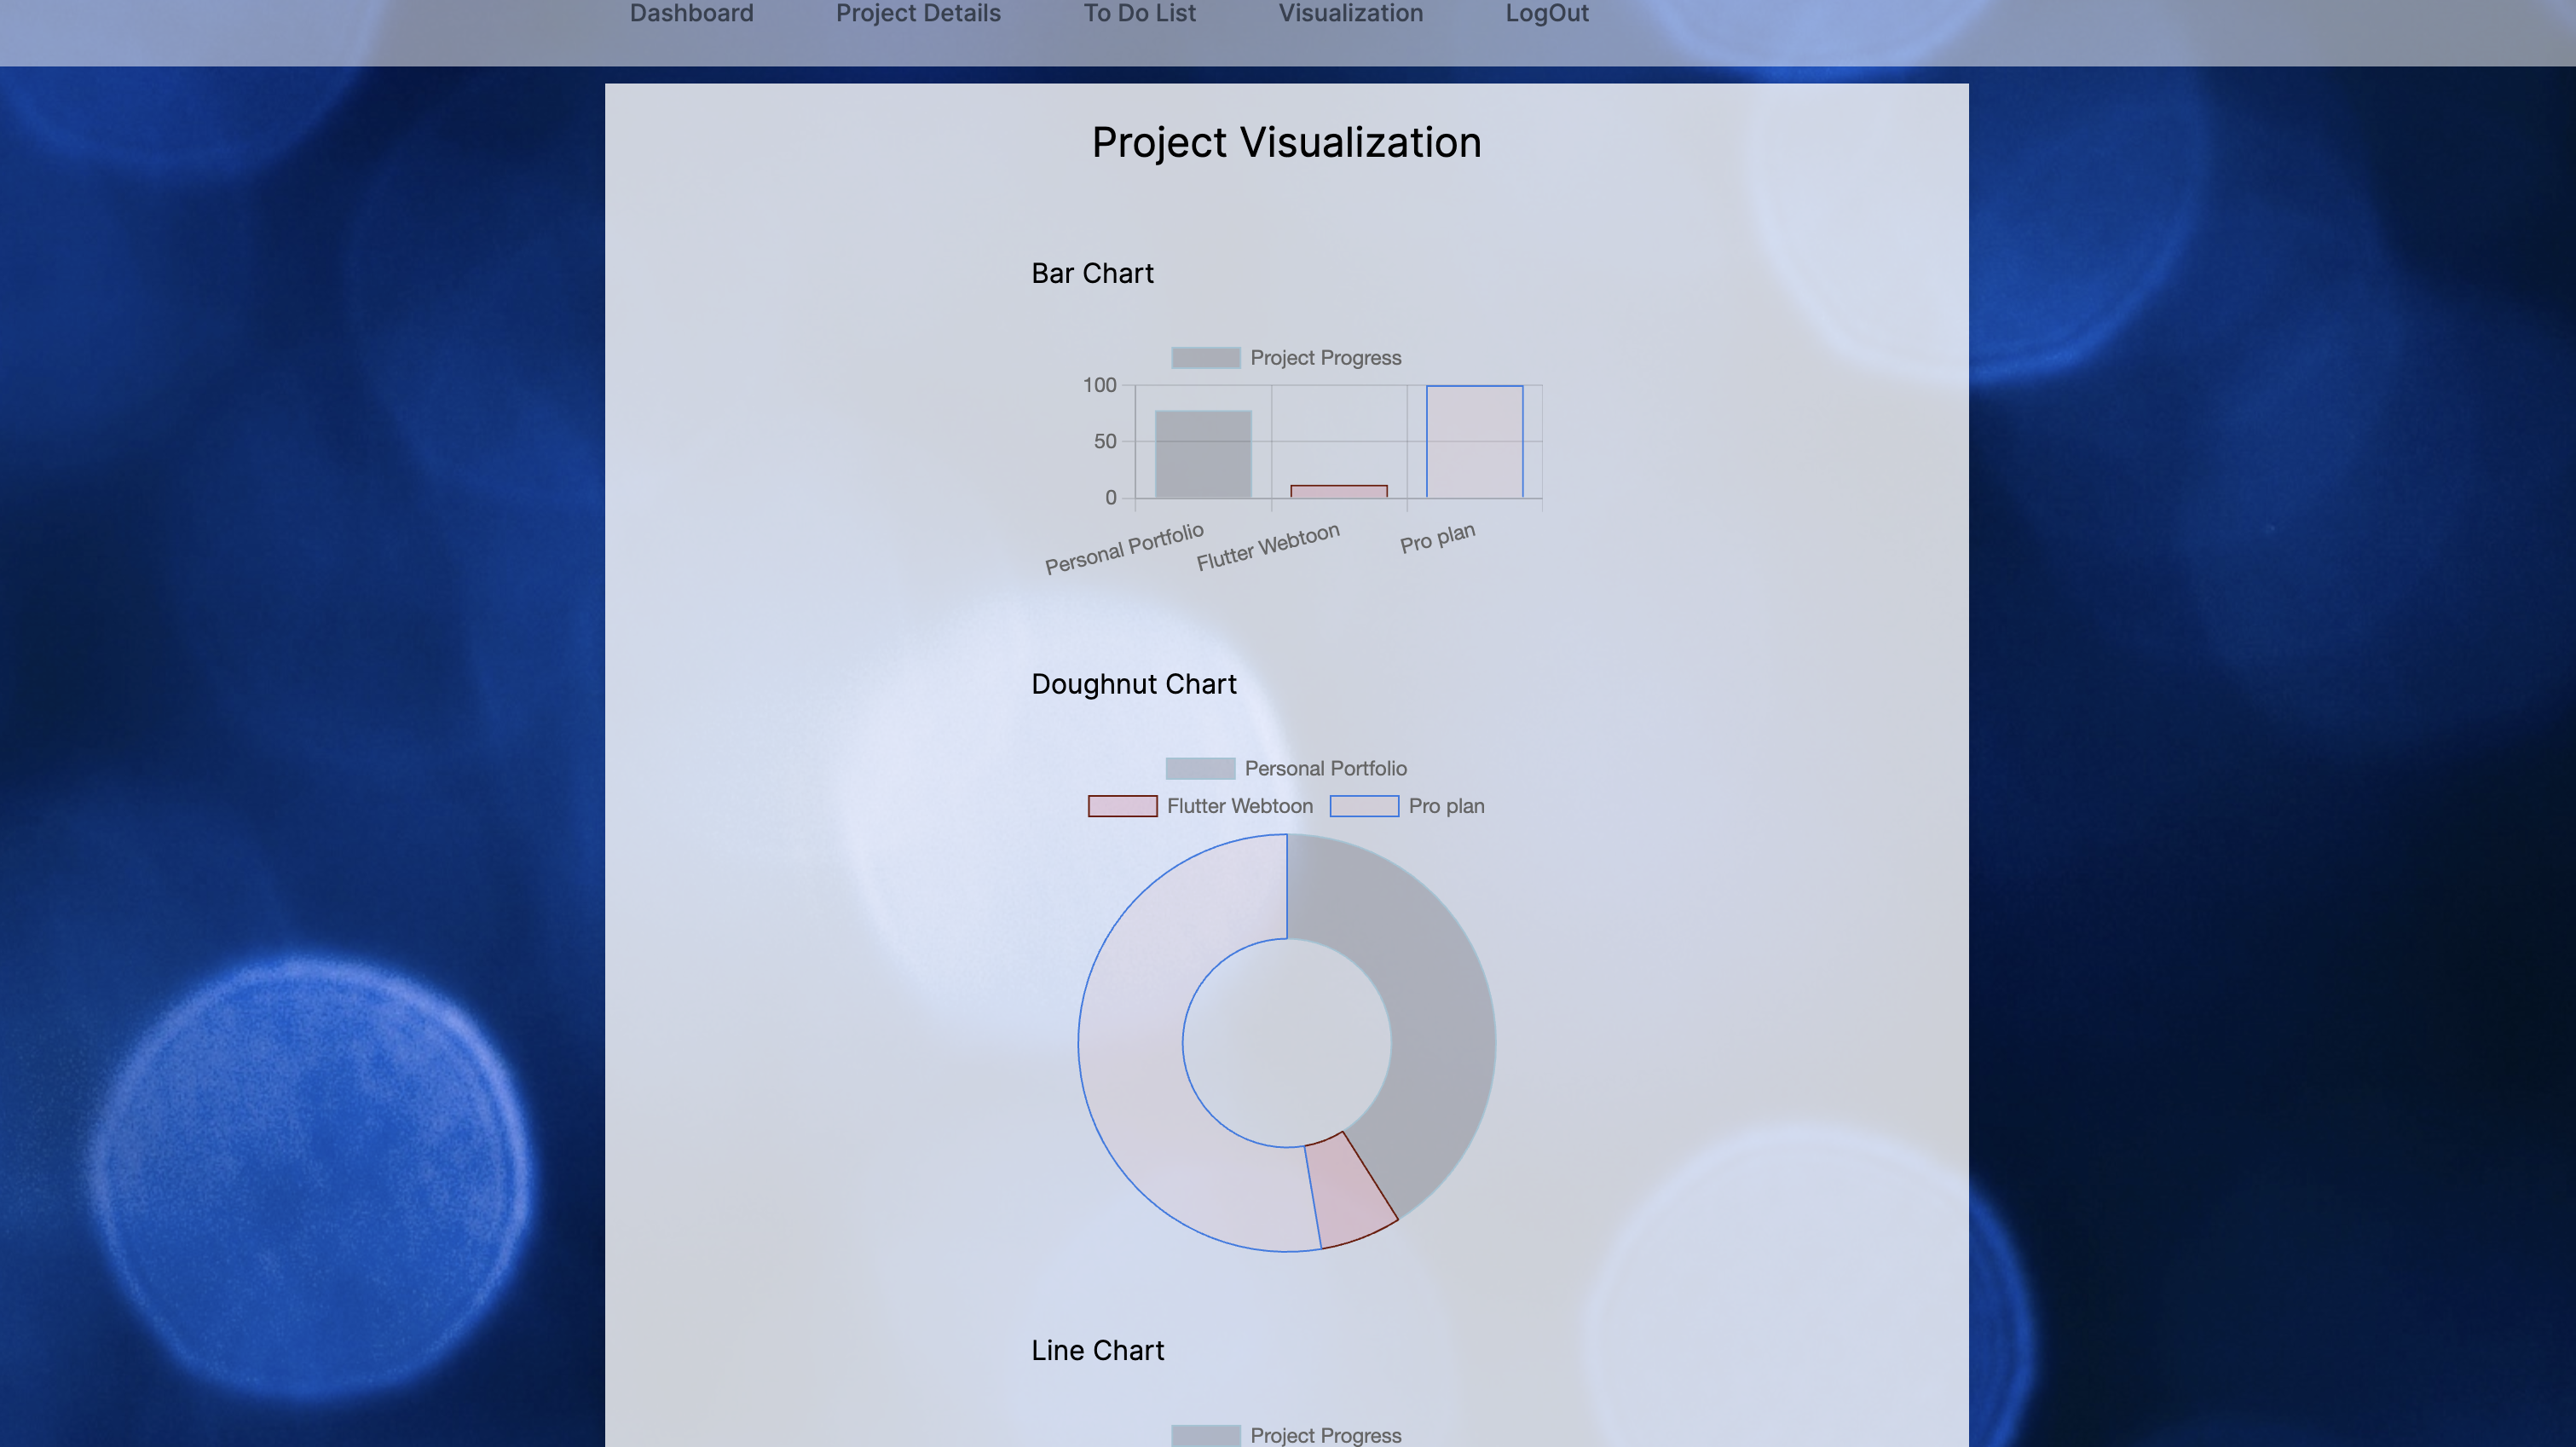 Dashboard Project Details To Do List Visualization LogOut
Project Visualization
Bar Chart
Project Progress
100
50
0
Personal Portfolio Flutter Webtoon Pro plan
Doughnut Chart
Personal Portfolio
Flutter Webtoon Pro plan
Line Chart
Project Progress